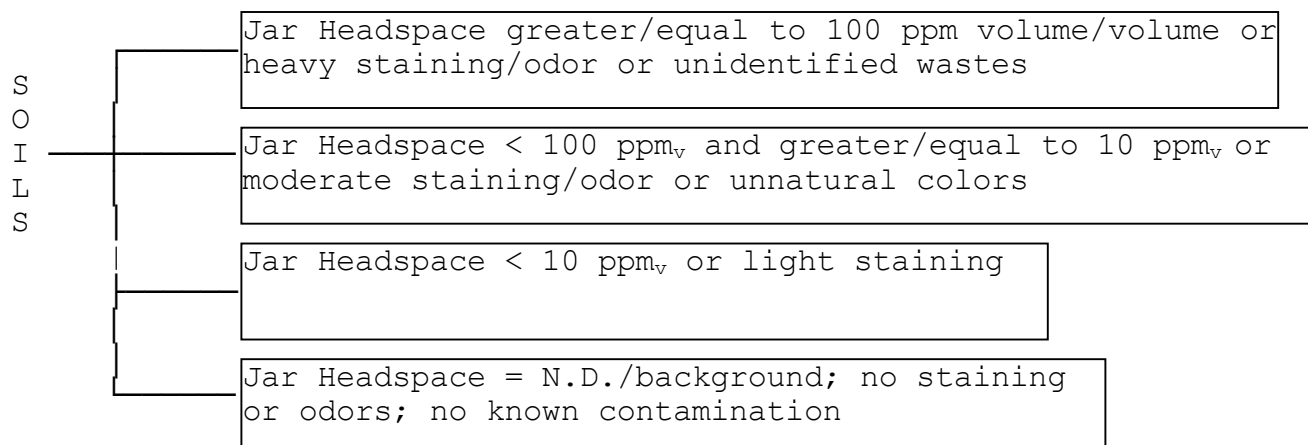 SOILS
Jar Headspace greater/equal to 100 ppm volume/volume or
heavy staining/odor or unidentified wastes
Jar Headspace < 100 ppmᵥ and greater/equal to 10 ppmᵥ or
moderate staining/odor or unnatural colors
Jar Headspace < 10 ppmᵥ or light staining
Jar Headspace = N.D./background; no staining
or odors; no known contamination